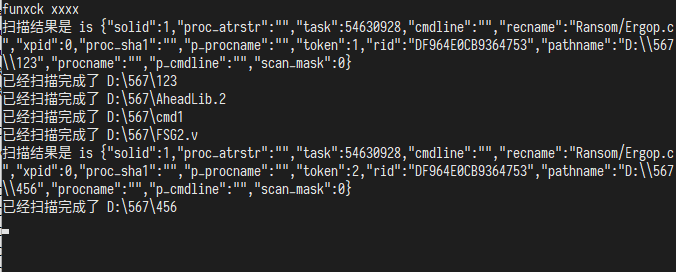 funxck xxxx
扫描结果是 is {"solid":1,"proc_atrstr":"","task":54630928,"cmdline":"","recname":"Ransom/Ergop.c
","xpid":0,"proc_sha1":"","p_procname":"","token":1,"rid":"DF964E0CB9364753","pathname":"D:\\567
\\123","procname":"","p_cmdline":"","scan_mask":0}
已经扫描完成了 D:\567\123
已经扫描完成了 D:\567\AheadLib.2
已经扫描完成了 D:\567\cmd1
已经扫描完成了 D:\567\FSG2.v
扫描结果是 is {"solid":1,"proc_atrstr":"","task":54630928,"cmdline":"","recname":"Ransom/Ergop.c
","xpid":0,"proc_sha1":"","p_procname":"","token":2,"rid":"DF964E0CB9364753","pathname":"D:\\567
\\456","procname":"","p_cmdline":"","scan_mask":0}
已经扫描完成了 D:\567\456